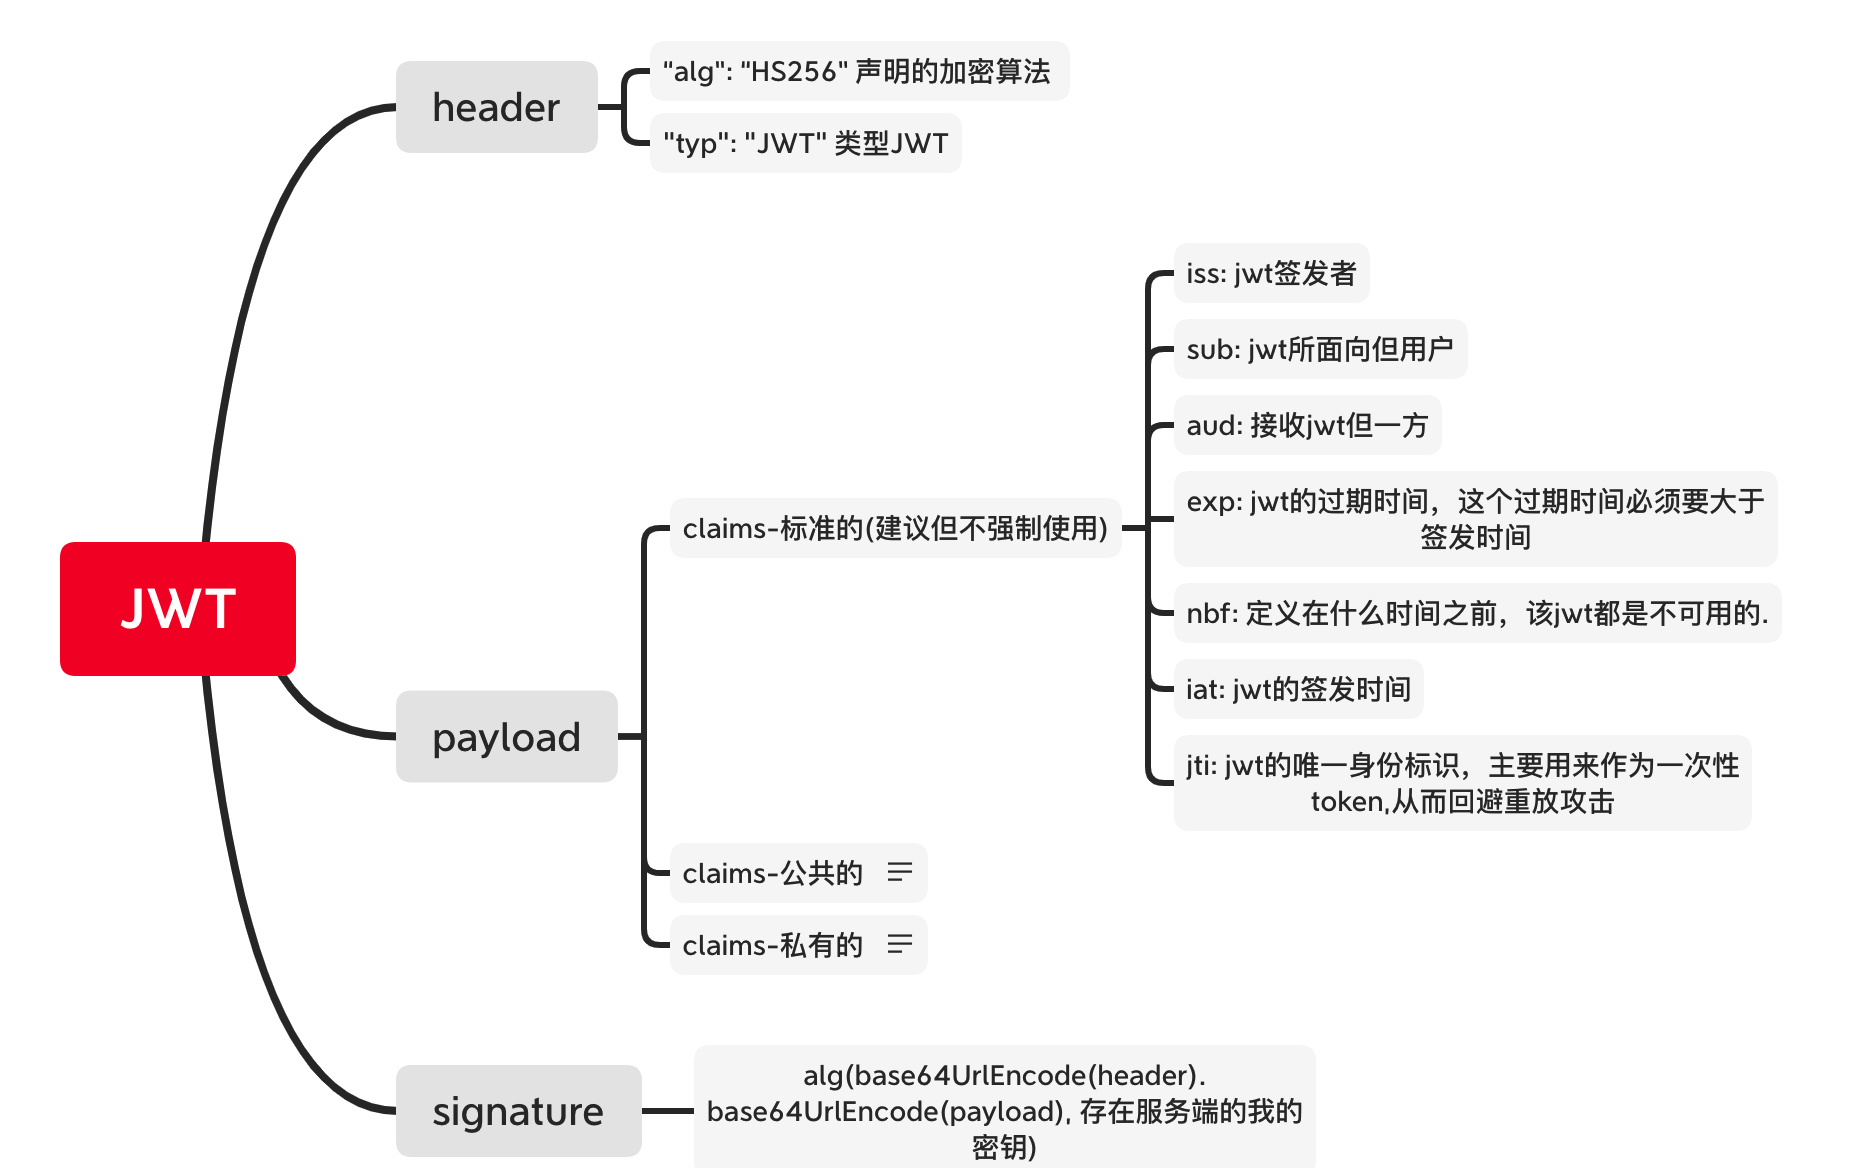 JWT
header
“alg": “HS256" 声明的加密算法
"typ": "JWT" 类型JWT
payload
claims-标准的(建议但不强制使用)
iss: jwt签发者
sub: jwt所面向但用户
aud: 接收jwt但一方
exp: jwt的过期时间，这个过期时间必须要大于
签发时间
nbf: 定义在什么时间之前，该jwt都是不可用的.
iat: jwt的签发时间
jti: jwt的唯一身份标识，主要用来作为一次性
token,从而回避重放攻击
claims-公共的
claims-私有的
signature
alg(base64UrlEncode(header).
base64UrlEncode(payload), 存在服务端的我的
密钥)